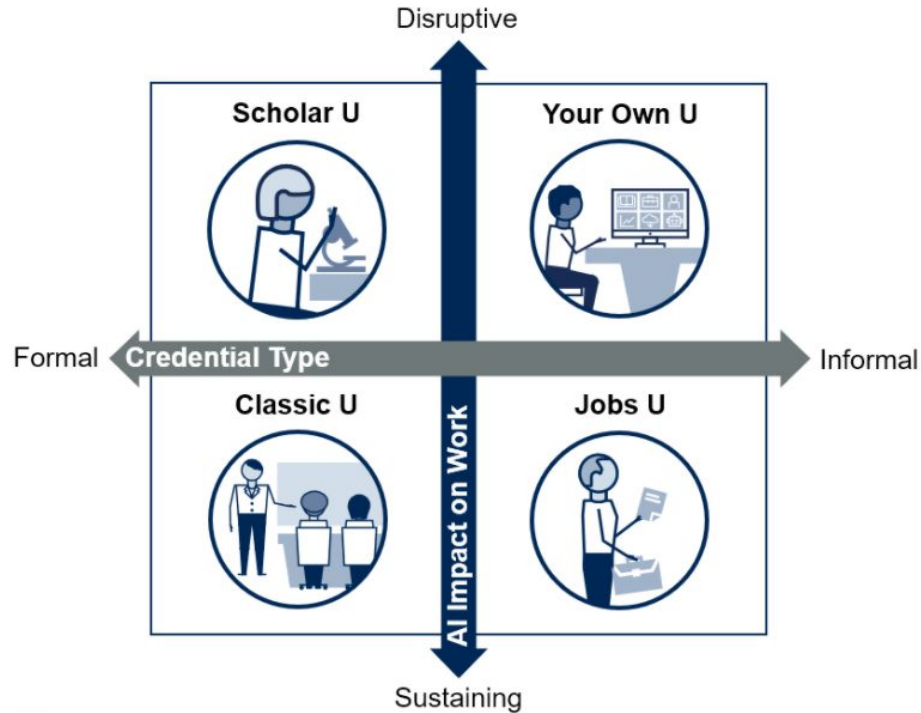 Disruptive
Scholar U
Your Own U
Formal
Credential Type
Informal
Classic U
Jobs U
AI Impact on Work
Sustaining